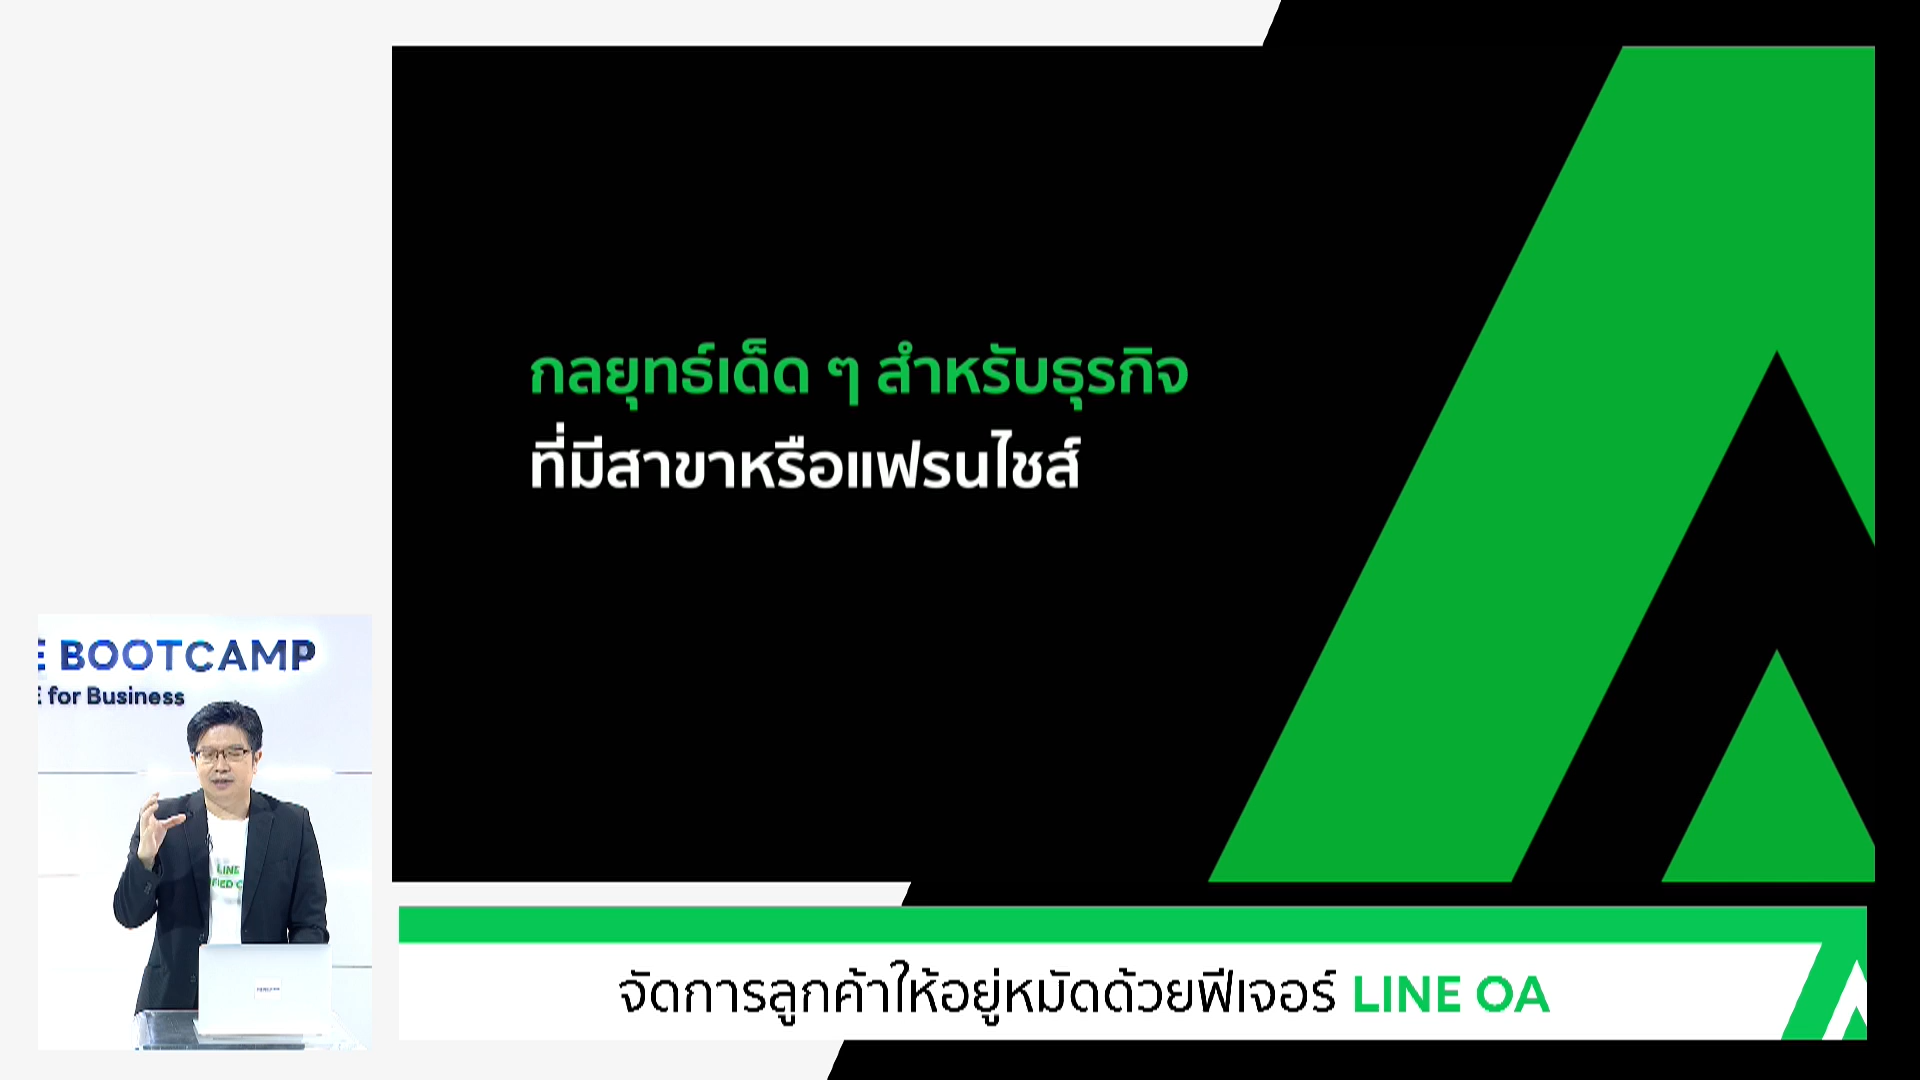 กลยุทธ์เด็ด ๆ สำหรับธุรกิจ
ที่มีสาขาหรือแฟรนไชส์
E BOOTCAMP
E for Business
LINE
FIED C
จัดการลูกค้าให้อยู่หมัดด้วยฟีเจอร์ LINE OA